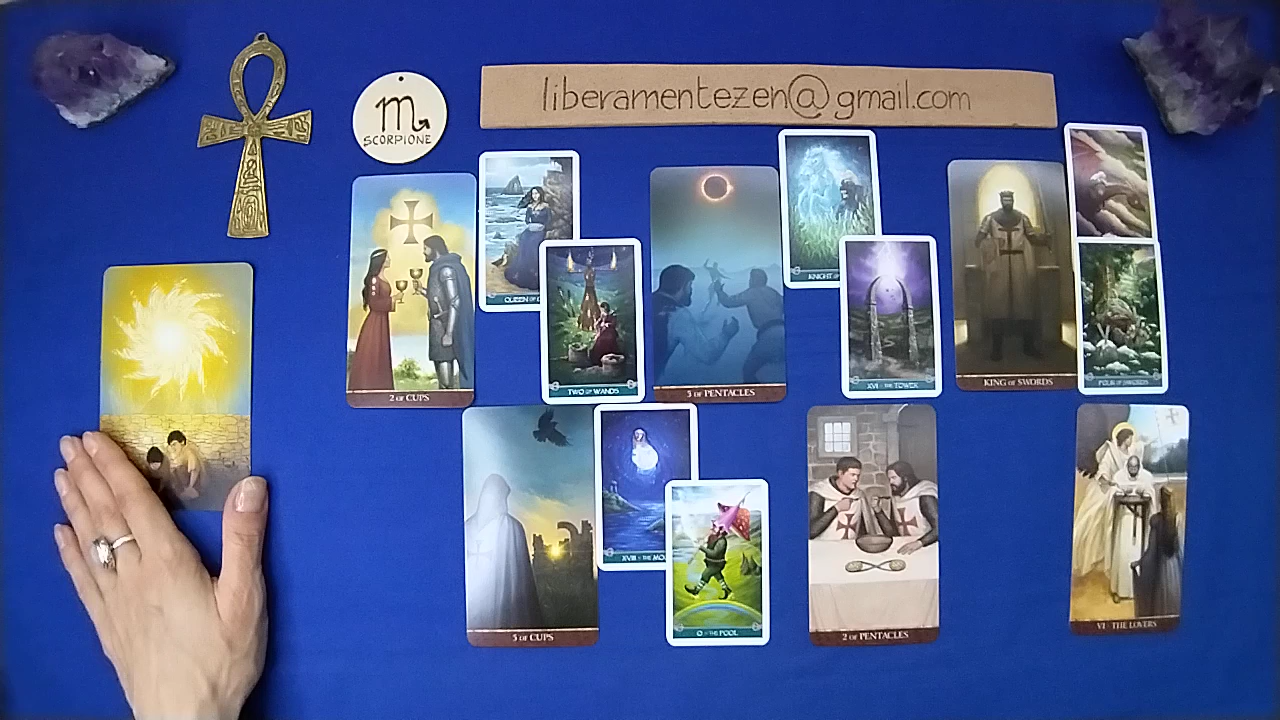 liberamentezen@gmail.com
SCORPIONE
2 OF CUPS
QUEEN OF
TWO OF WANDS
5 OF PENTACLES
KNIGHT OF
XVI - THE TOWER
KING OF SWORDS
FOUR OF SWORDS
5 OF CUPS
XVIII - THE
0 - THE FOOL
2 OF PENTACLES
VI - THE LOVERS